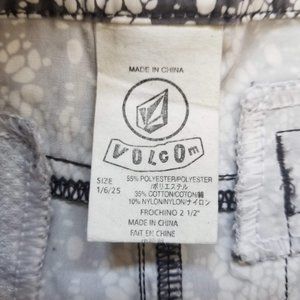 MADE IN CHINA
VOLCOM
SIZE
1/6/25
55% POLYESTER/POLYESTER
/ポリエステル
35% COTTON/COTON/綿
10% NYLON/NYLON/ナイロン
FROCHINO 2 1/2"
MADE IN CHINA
FAIT EN CHINE